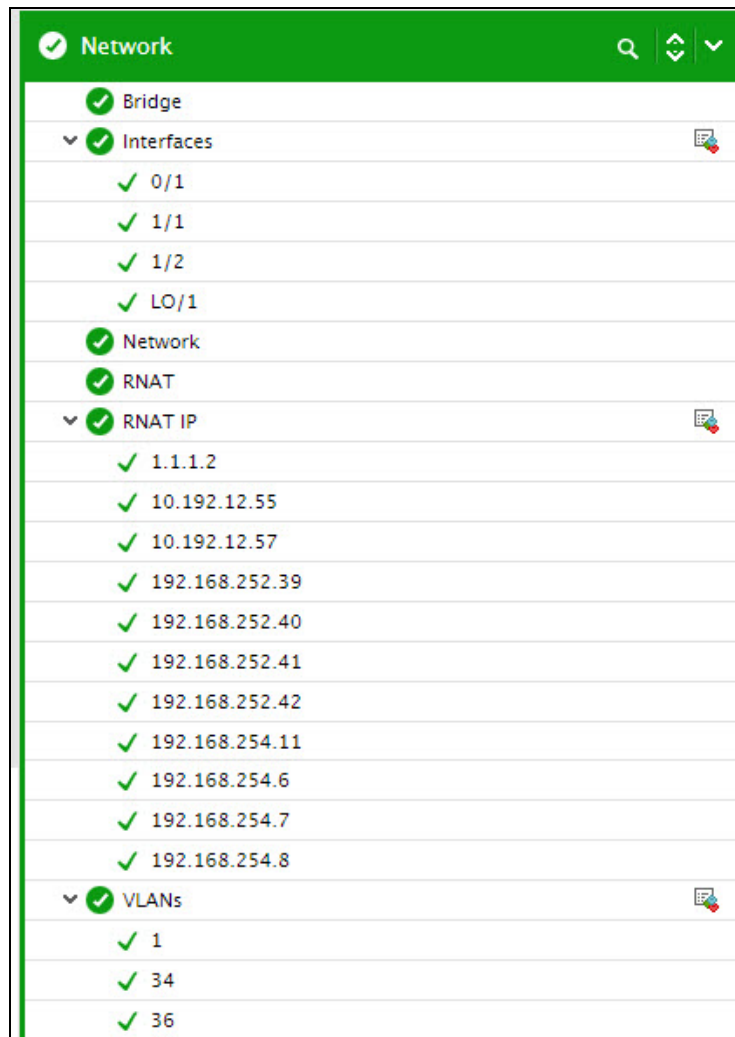 Network
Bridge
Interfaces
0/1
1/1
1/2
LO/1
Network
RNAT
RNAT IP
1.1.1.2
10.192.12.55
10.192.12.57
192.168.252.39
192.168.252.40
192.168.252.41
192.168.252.42
192.168.254.11
192.168.254.6
192.168.254.7
192.168.254.8
VLANs
1
34
36